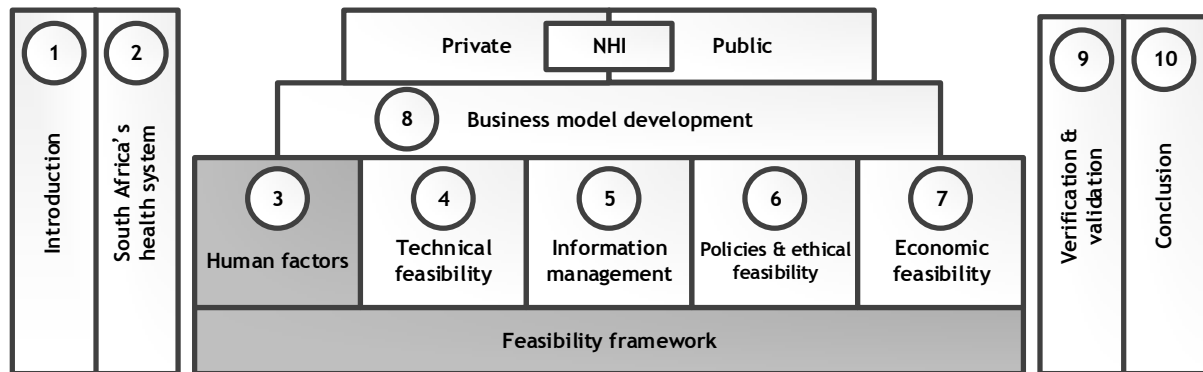 1
Introduction
2
South Africa's
health system
Private
NHI
Public
8
Business model development
3
Human factors
4
Technical
feasibility
5
Information
management
6
Policies & ethical
feasibility
7
Economic
feasibility
Feasibility framework
9
Verification &
validation
10
Conclusion